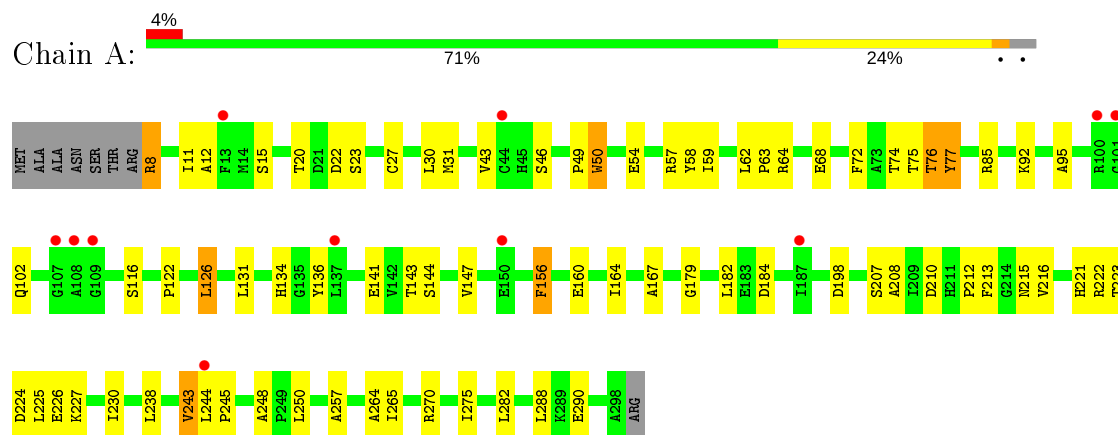 4%
Chain A:
71% 24% • •
MET ALA ALA ASN SER THR ARG R8 I11 A12 F13 M14 S15 T20 D21 D22 S23 C27 L30 M31 V43 C44 H45 S46 P49 W50 E54 R57 Y58 I59 L62 P63 R64 E68 F72 A73 T74 T75 T76 Y77 R85 K92 A95 R100
Q102 G107 A108 G109 S116 P122 L126 L131 H134 G135 Y136 L137 E141 V142 T143 S144 V147 E150 F156 E160 I164 A167 G179 L182 E183 D184 I187 D198 S207 A208 I209 D210 H211 P212 F213 G214 N215 V216 H221 R222 T223
D224 L225 E226 K227 I230 L238 V243 L244 P245 A248 P249 L250 A257 A264 I265 R270 I275 L282 L288 K289 E290 A298 ARG